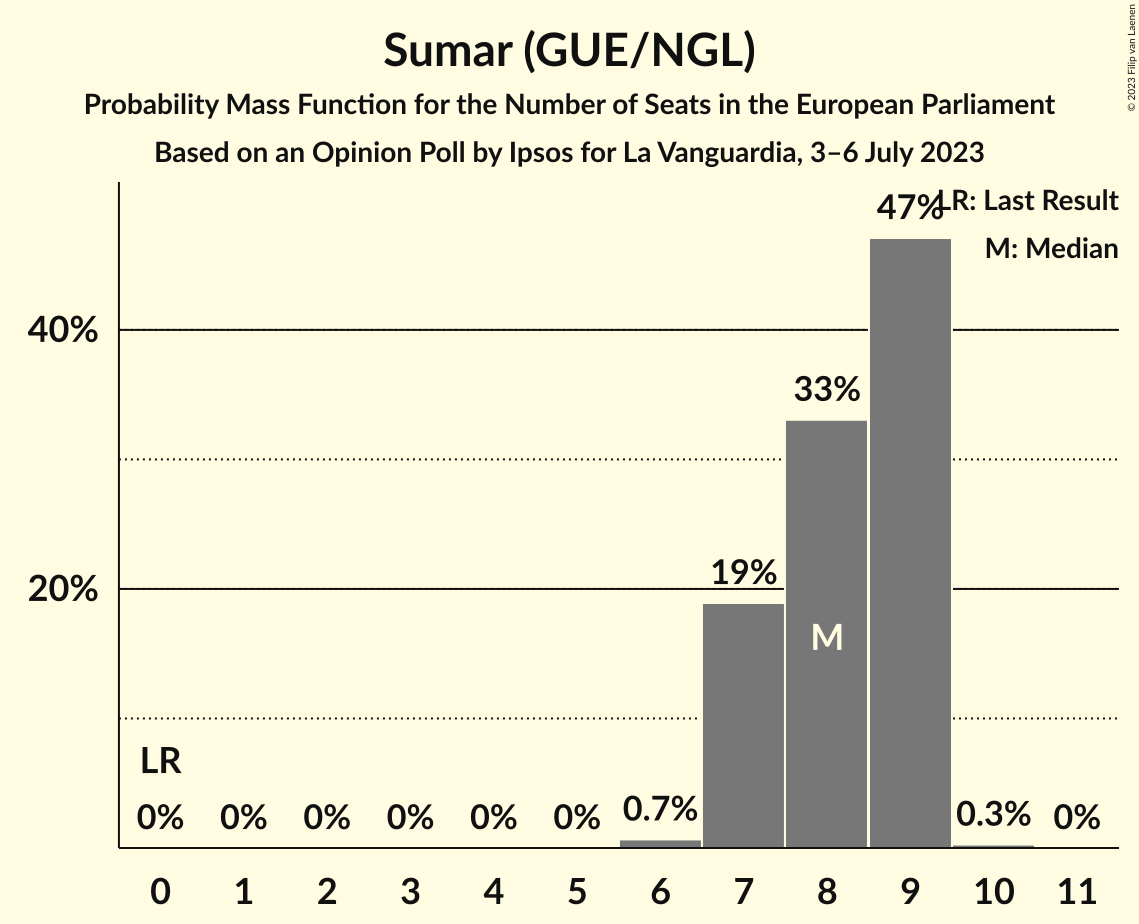 Sumar (GUE/NGL)
Probability Mass Function for the Number of Seats in the European Parliament
Based on an Opinion Poll by Ipsos for La Vanguardia, 3–6 July 2023
© 2023 Filip van Laenen
LR: Last Result
M: Median
47%
40%
33%
20%
19%
M
LR
0% 0% 0% 0% 0% 0% 0.7% 0.3% 0%
0 1 2 3 4 5 6 7 8 9 10 11